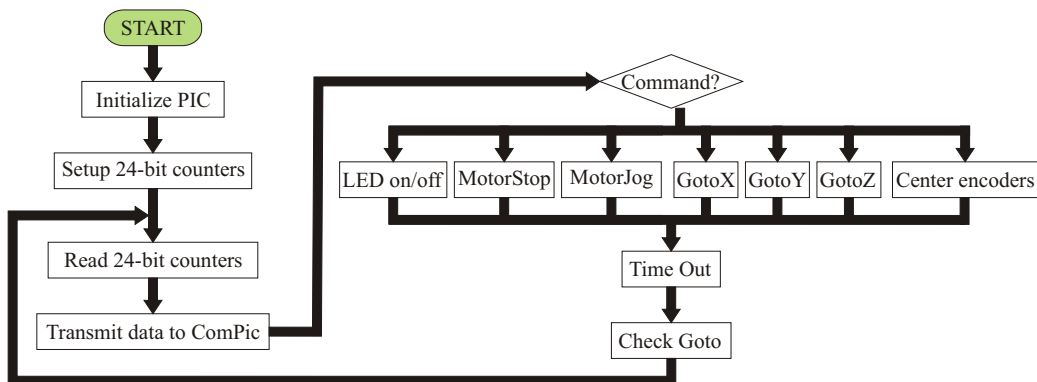 START
Initialize PIC
Setup 24-bit counters
Read 24-bit counters
Transmit data to ComPic
Command?
LED on/off
MotorStop
MotorJog
GotoX
GotoY
GotoZ
Center encoders
Time Out
Check Goto